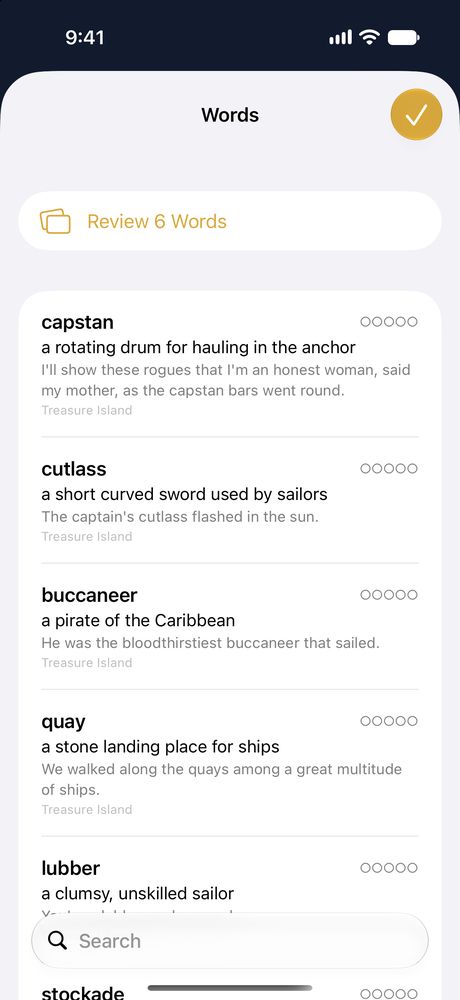 9:41
Words
Review 6 Words
capstan
a rotating drum for hauling in the anchor
I'll show these rogues that I'm an honest woman, said
my mother, as the capstan bars went round.
Treasure Island
cutlass
a short curved sword used by sailors
The captain's cutlass flashed in the sun.
Treasure Island
buccaneer
a pirate of the Caribbean
He was the bloodthirstiest buccaneer that sailed.
Treasure Island
quay
a stone landing place for ships
We walked along the quays among a great multitude
of ships.
Treasure Island
lubber
a clumsy, unskilled sailor
Search
stockade